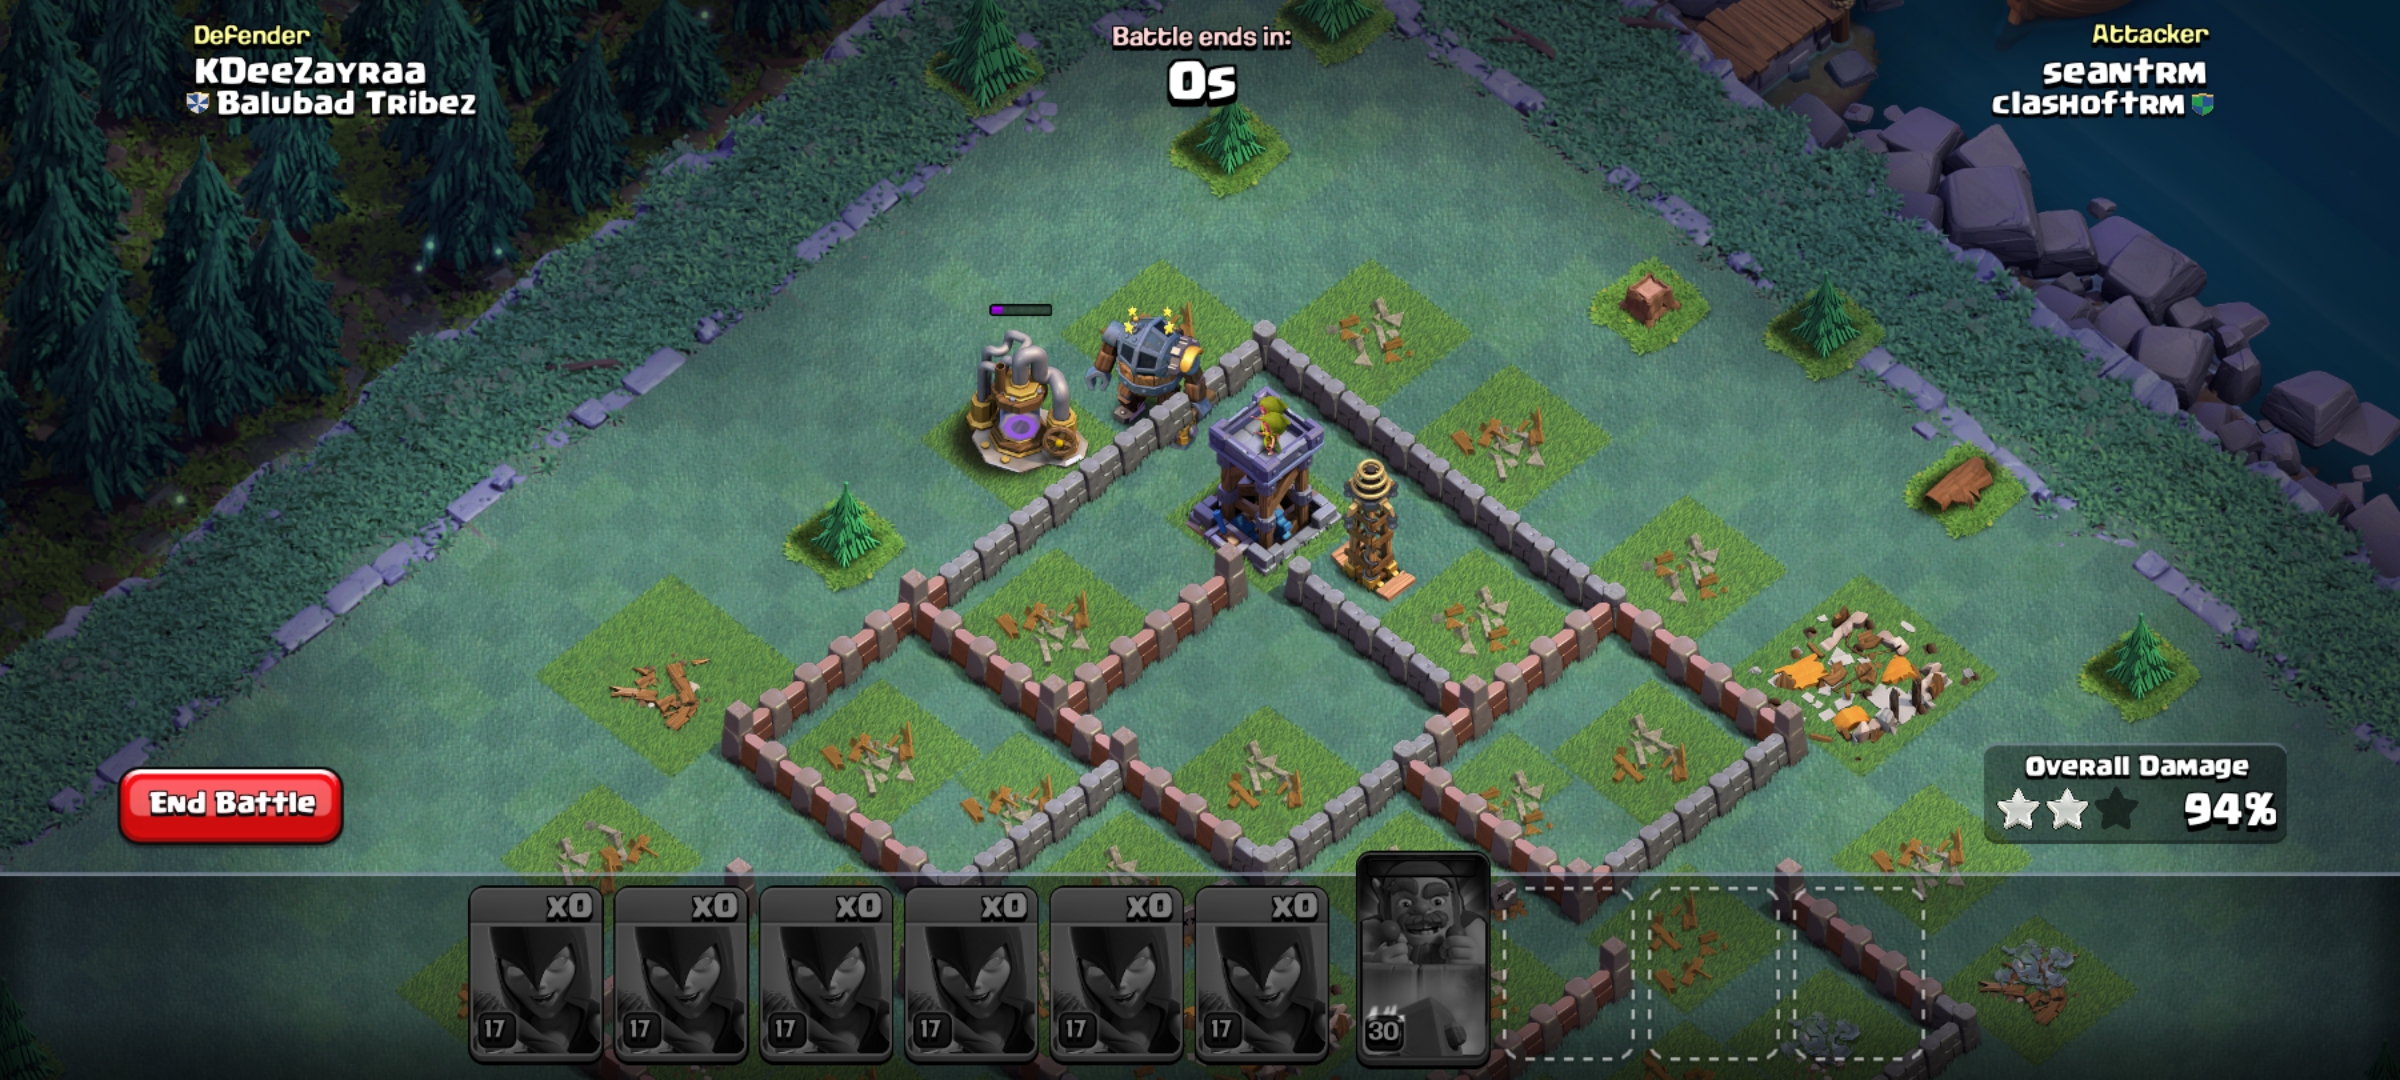 Defender
KDeeZayraa
Balubad Tribez
Battle ends in:
0s
Attacker
seantRM
clashoftRM
End Battle
Overall Damage
94%
x0 x0 x0 x0 x0 x0
17 17 17 17 17 17 30